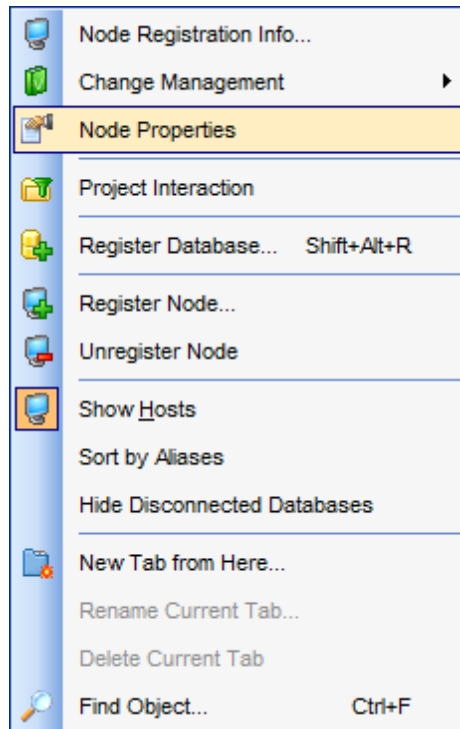 Node Registration Info...
Change Management
Node Properties
Project Interaction
Register Database... Shift+Alt+R
Register Node...
Unregister Node
Show Hosts
Sort by Aliases
Hide Disconnected Databases
New Tab from Here...
Rename Current Tab...
Delete Current Tab
Find Object... Ctrl+F